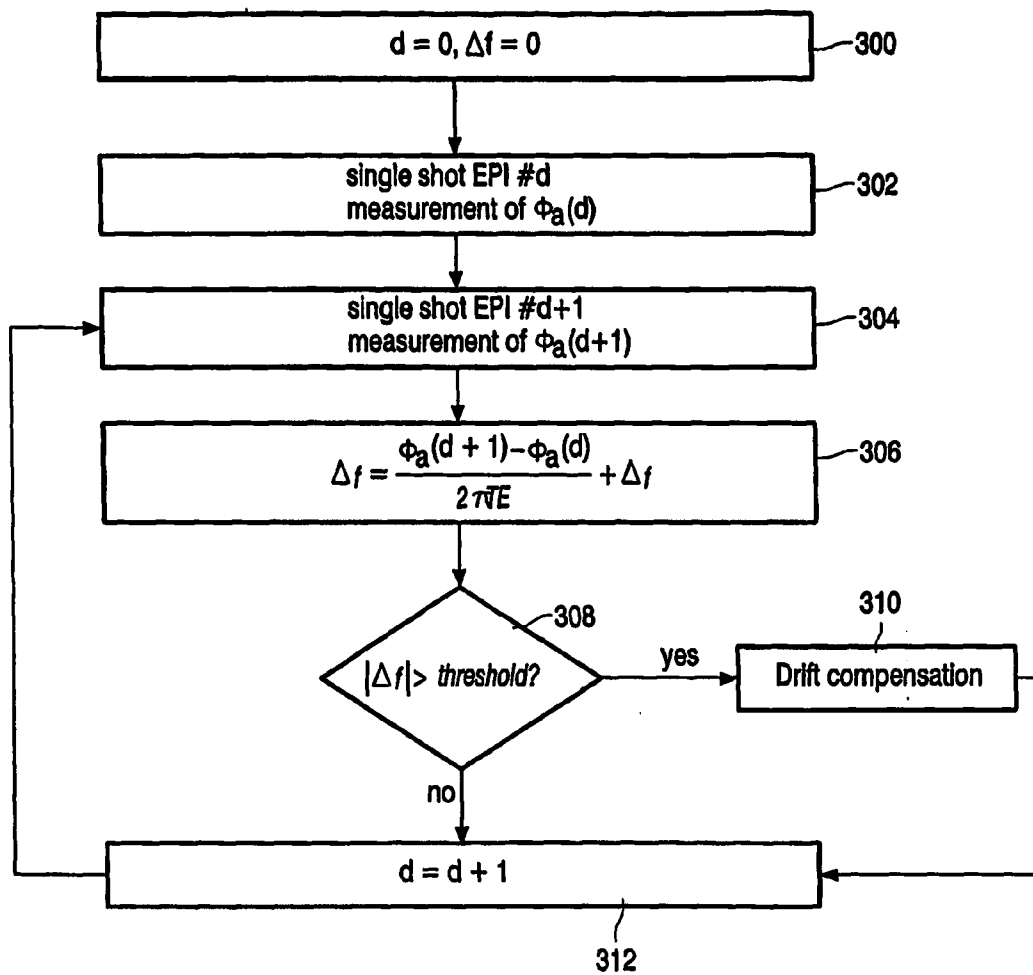 d = 0, Δf = 0
300
single shot EPI #d
measurement of Φa(d)
302
single shot EPI #d+1
measurement of Φa(d+1)
304
Δf = Φa(d + 1) – Φa(d) / 2πTE + Δf
306
308
|Δf| > threshold?
yes
310
Drift compensation
no
d = d + 1
312